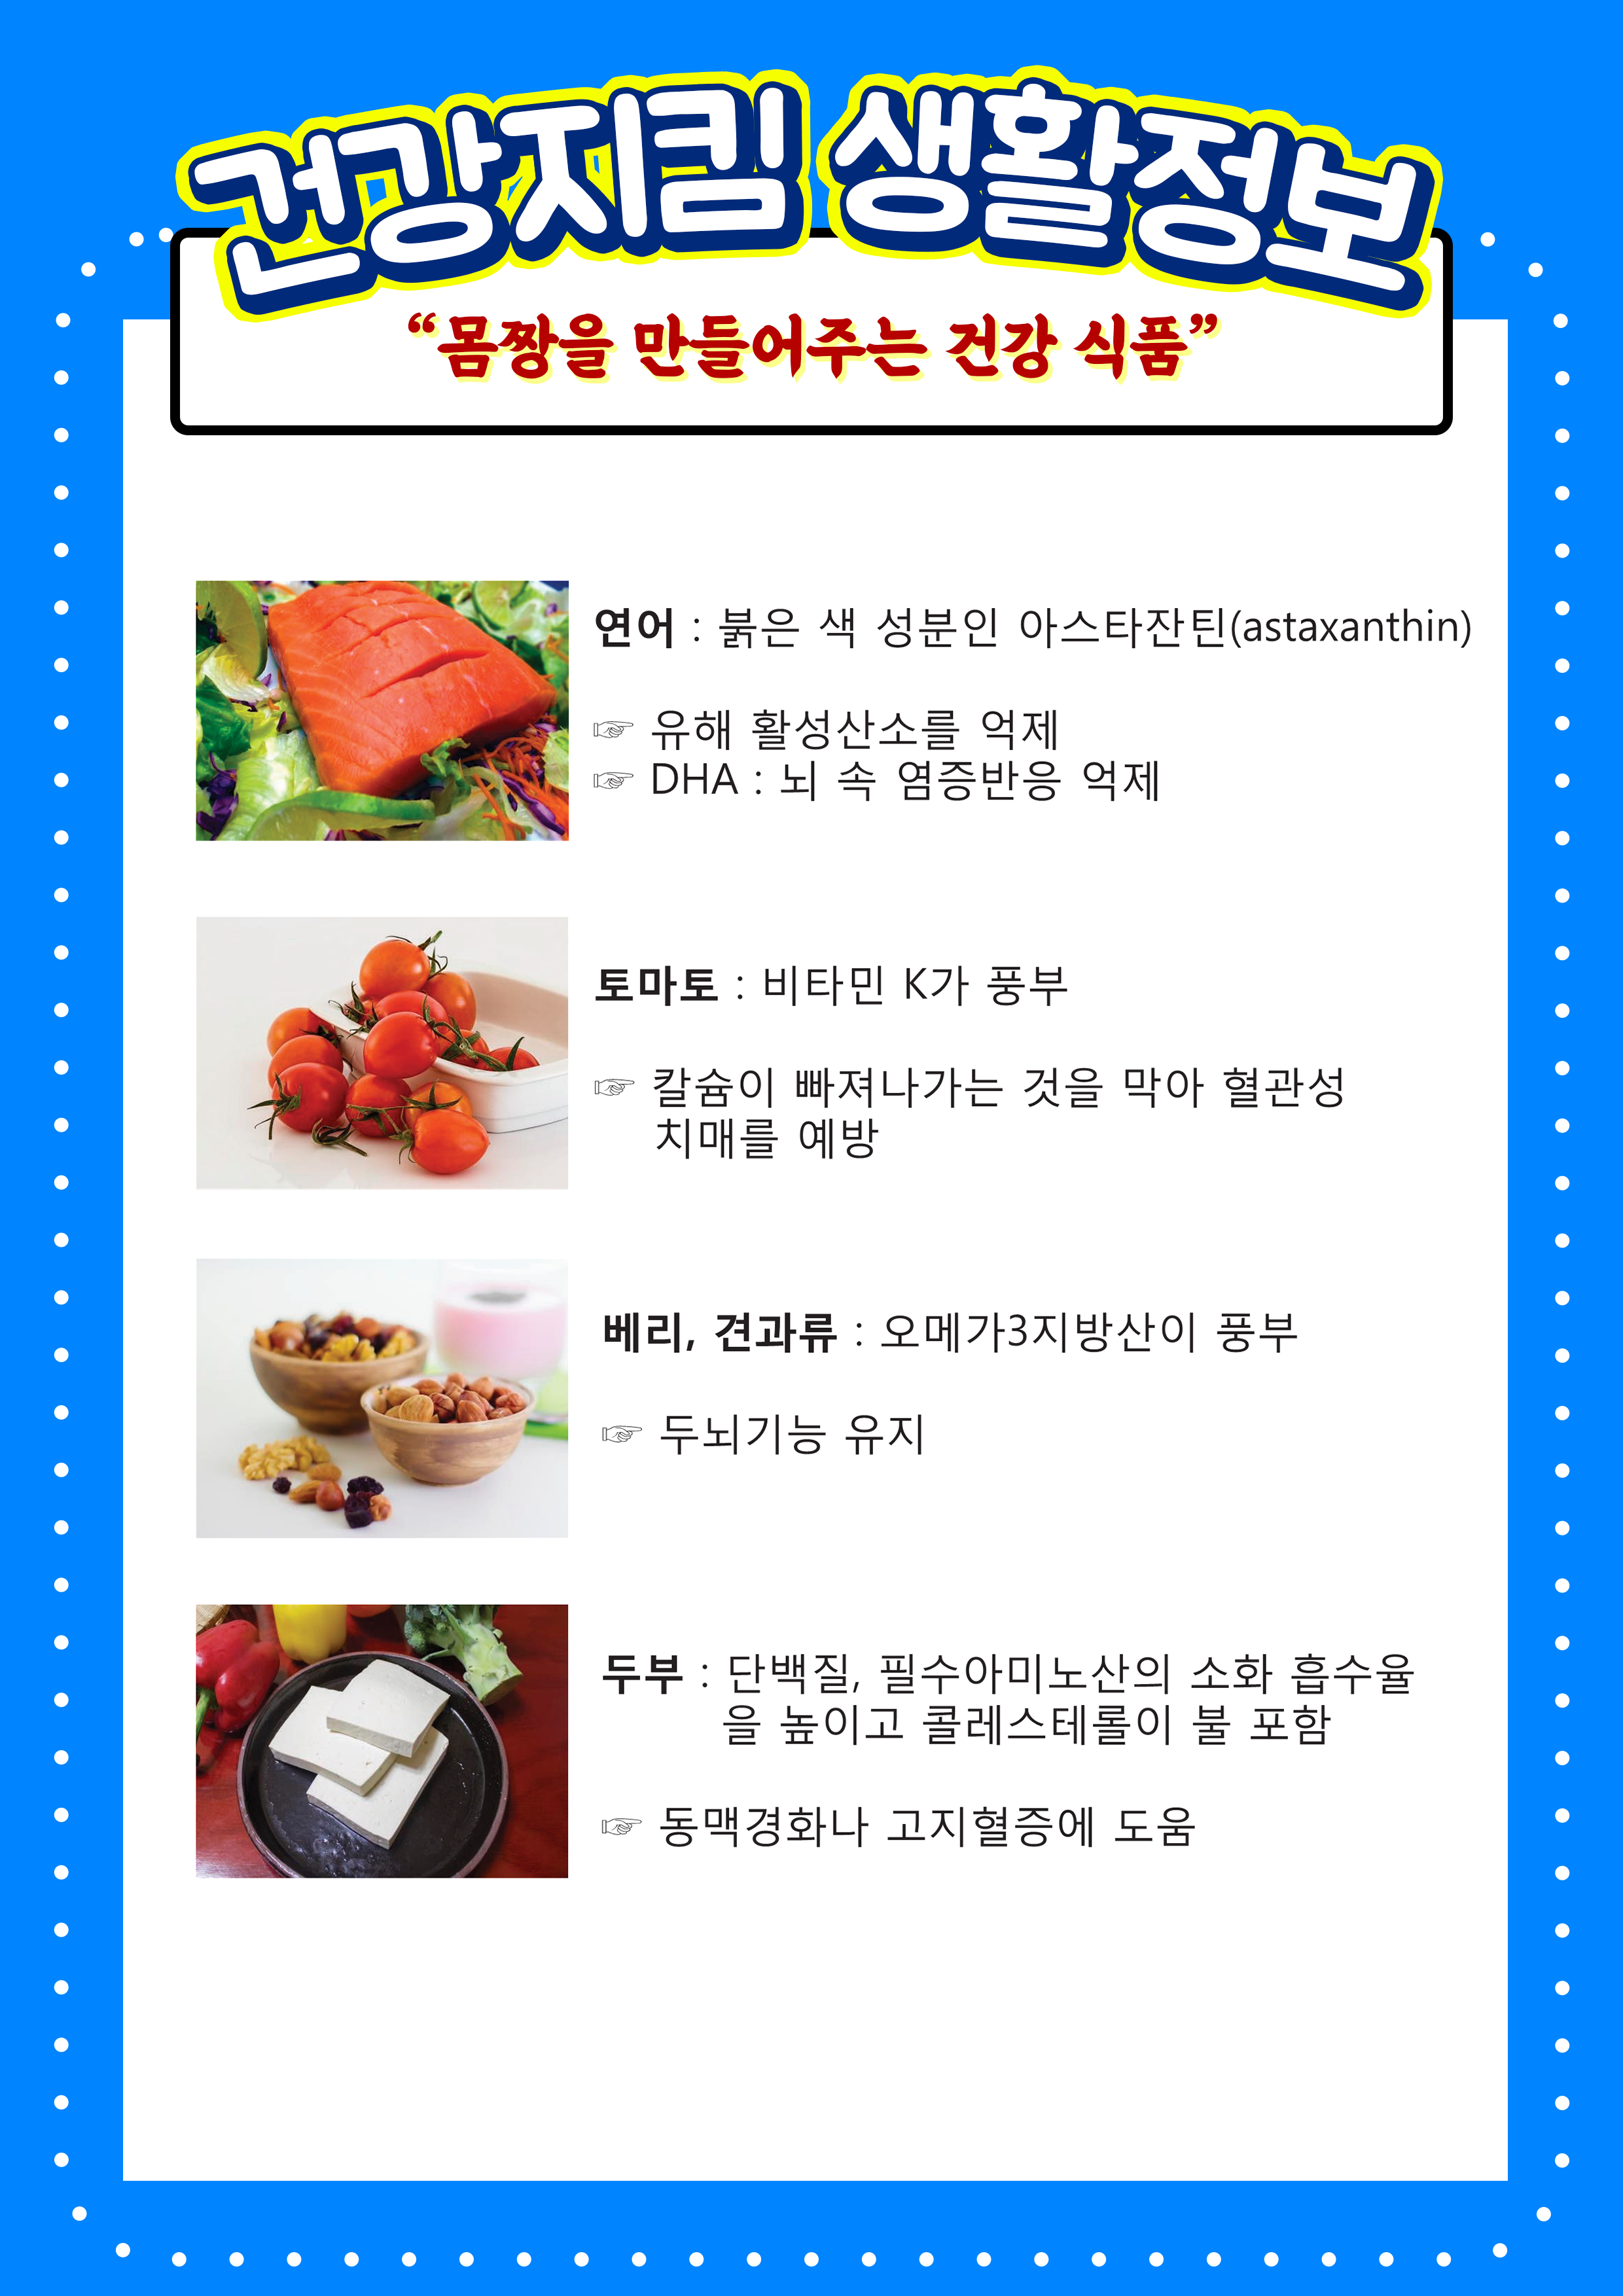 건강지킴 생활정보
“몸짱을 만들어주는 건강 식품”
연어 : 붉은 색 성분인 아스타잔틴(astaxanthin)
☞ 유해 활성산소를 억제
☞ DHA : 뇌 속 염증반응 억제
토마토 : 비타민 K가 풍부
☞ 칼슘이 빠져나가는 것을 막아 혈관성
치매를 예방
베리, 견과류 : 오메가3지방산이 풍부
☞ 두뇌기능 유지
두부 : 단백질, 필수아미노산의 소화 흡수율
을 높이고 콜레스테롤이 불 포함
☞ 동맥경화나 고지혈증에 도움